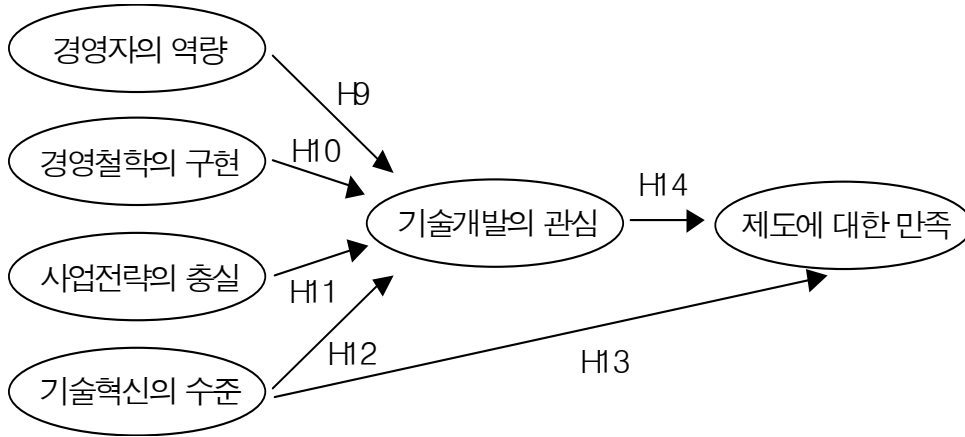 경영자의 역량
H9
경영철학의 구현
H10
기술개발의 관심
H14
제도에 대한 만족
사업전략의 충실
H11
H12
H13
기술혁신의 수준